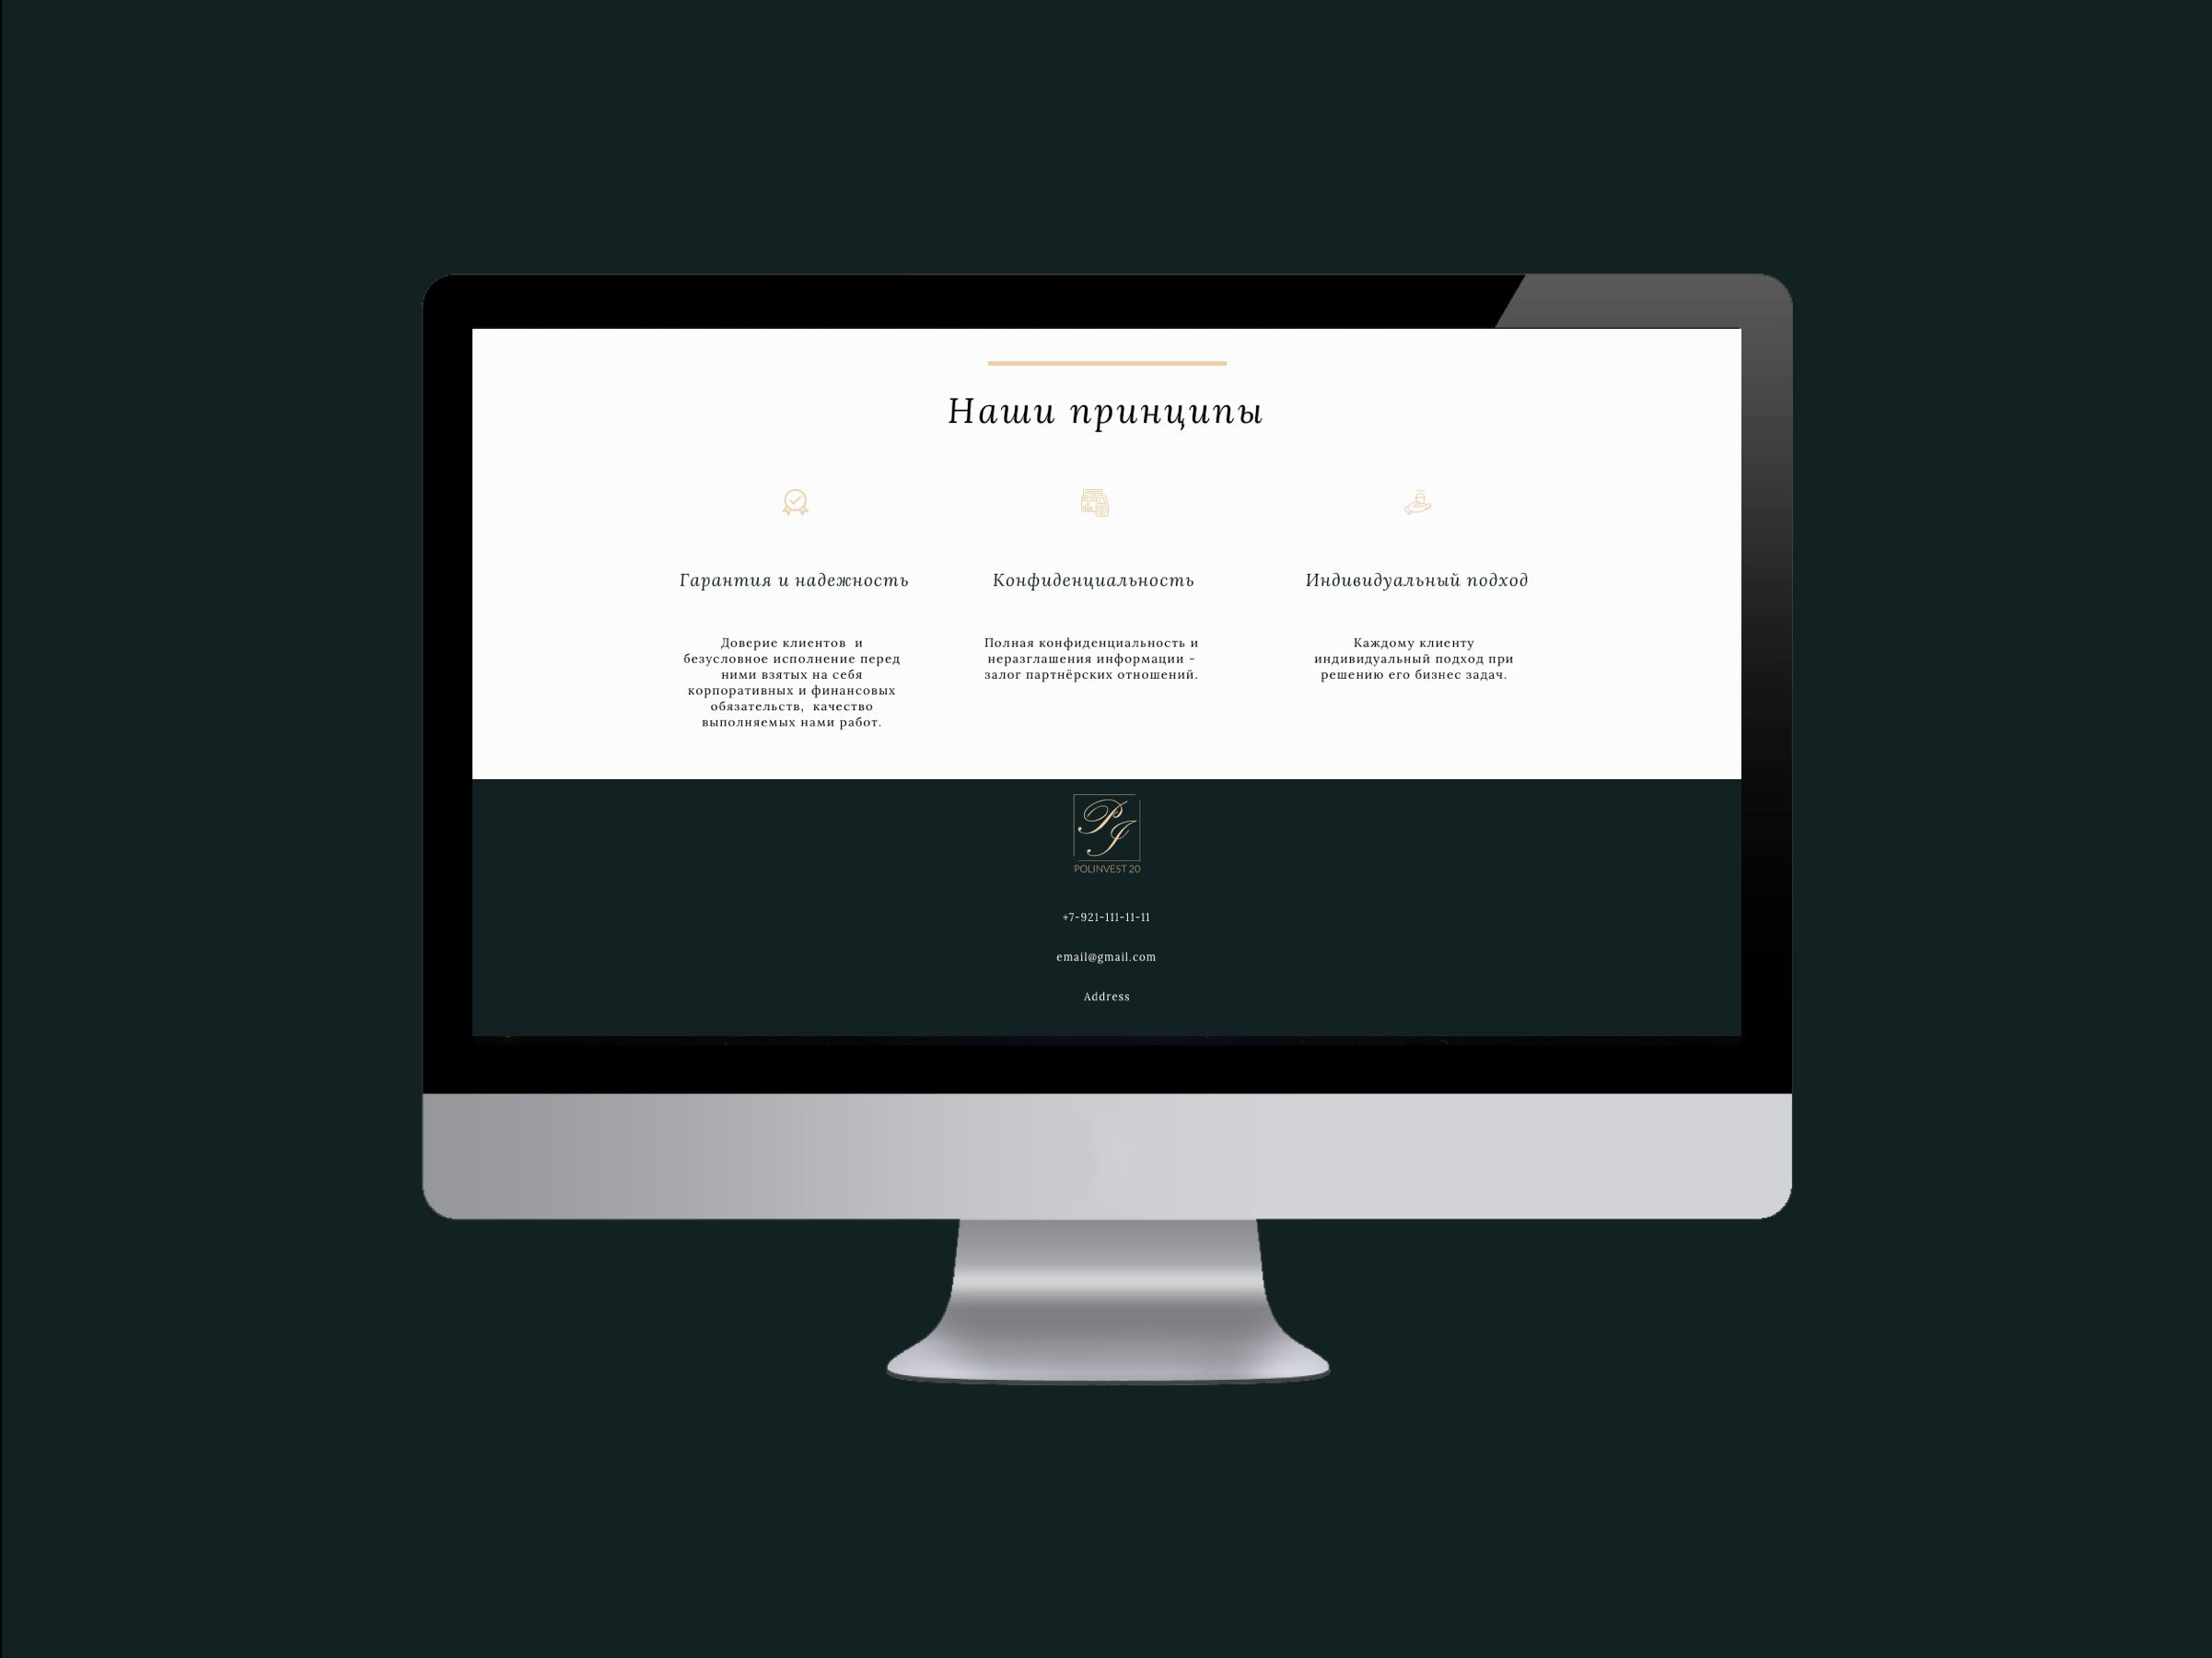 Наши принципы
Гарантия и надежность
Доверие клиентов  и
безусловное исполнение перед
ними взятых на себя
корпоративных и финансовых
обязательств,  качество
выполняемых нами работ.
Конфиденциальность
Полная конфиденциальность и
неразглашения информации -
залог партнёрских отношений.
Индивидуальный подход
Каждому клиенту
индивидуальный подход при
решению его бизнес задач.
PJ
POLINVEST 20
+7-921-111-11-11
email@gmail.com
Address